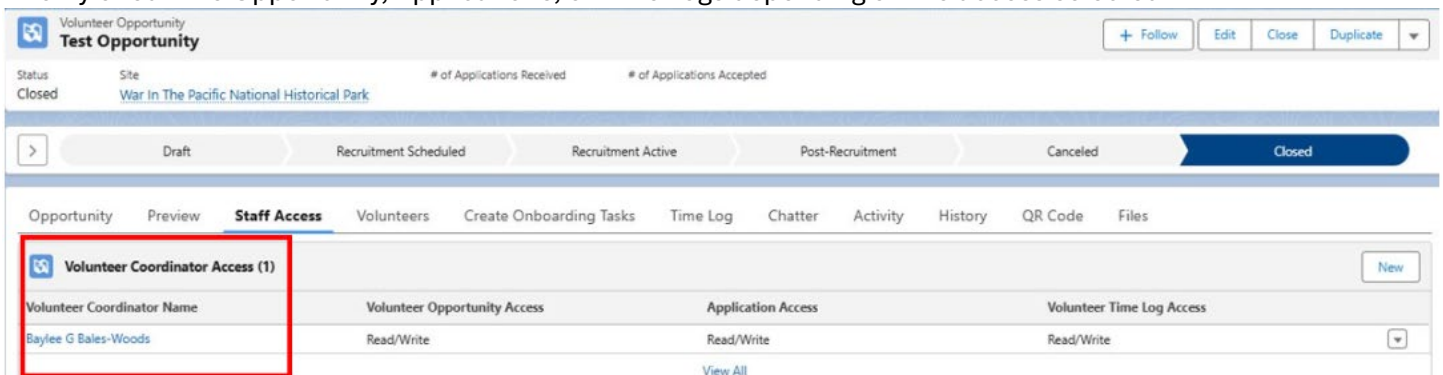 Volunteer Opportunity
Test Opportunity
+ Follow Edit Close Duplicate
Status Site # of Applications Received # of Applications Accepted
Closed War In The Pacific National Historical Park
> Draft Recruitment Scheduled Recruitment Active Post-Recruitment Canceled Closed
Opportunity Preview Staff Access Volunteers Create Onboarding Tasks Time Log Chatter Activity History QR Code Files
Volunteer Coordinator Access (1) New
Volunteer Coordinator Name Volunteer Opportunity Access Application Access Volunteer Time Log Access
Baylee G Bales-Woods Read/Write Read/Write Read/Write
View All